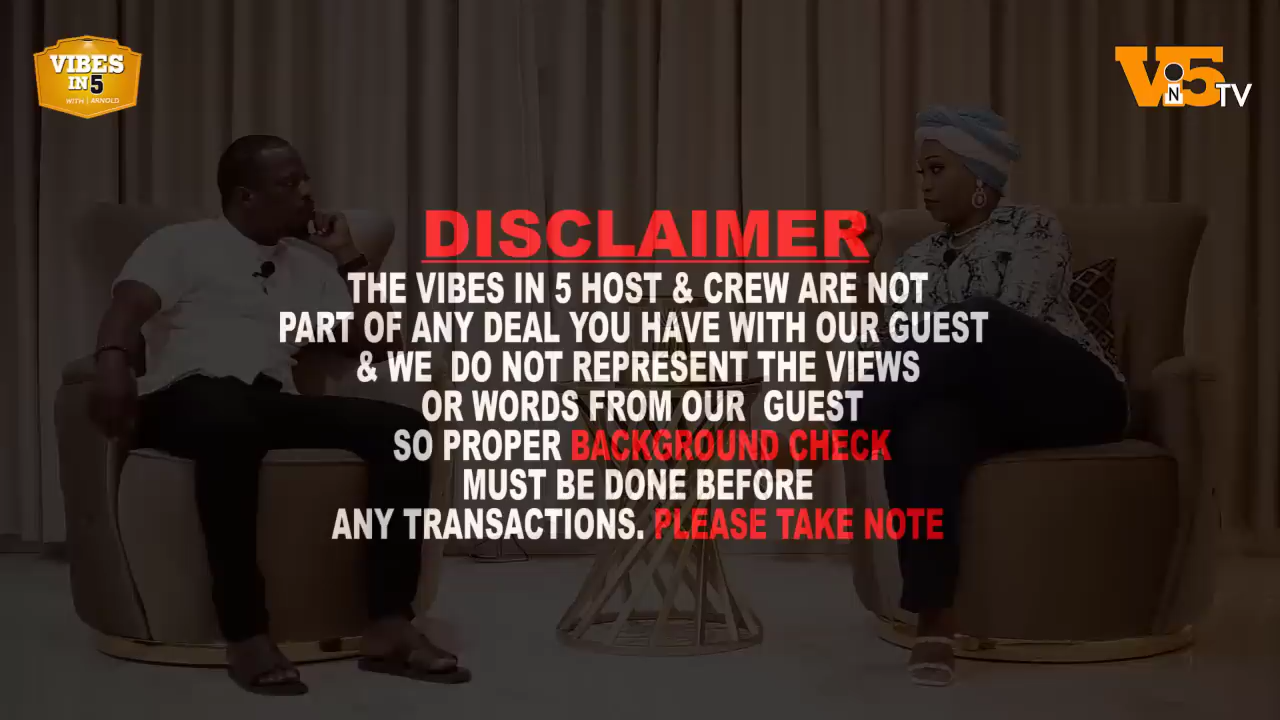 VIBES
IN 5
WITH | ARNOLD
V IN 5 TV
DISCLAIMER
THE VIBES IN 5 HOST & CREW ARE NOT
PART OF ANY DEAL YOU HAVE WITH OUR GUEST
& WE DO NOT REPRESENT THE VIEWS
OR WORDS FROM OUR GUEST
SO PROPER BACKGROUND CHECK
MUST BE DONE BEFORE
ANY TRANSACTIONS. PLEASE TAKE NOTE